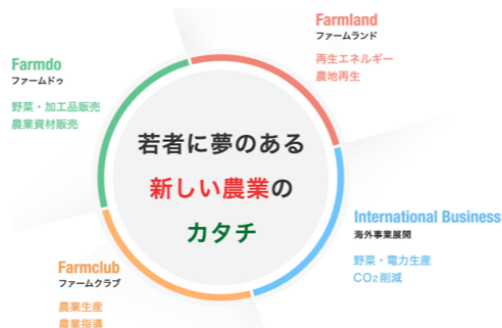 Farmland
ファームランド
再生エネルギー
農地再生
Farmdo
ファームドゥ
野菜・加工品販売
農業資材販売
若者に夢のある
新しい農業の
カタチ
International Business
海外事業展開
野菜・電力生産
CO2削減
Farmclub
ファームクラブ
農業生産
農業指導